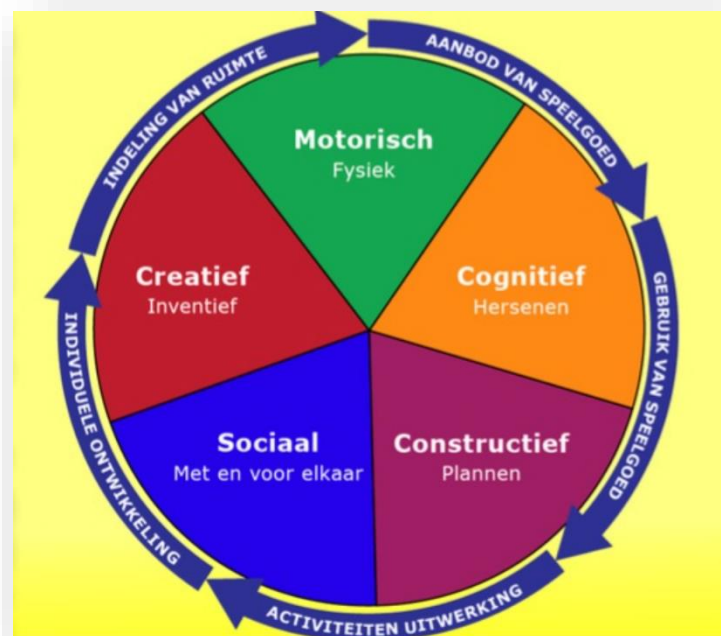 INDELING VAN RUIMTE
AANBOD VAN SPEELGOED
GEBRUIK VAN SPEELGOED
ACTIVITEITEN UITWERKING
INDIVIDUELE ONTWIKKELING
Motorisch
Fysiek
Creatief
Inventief
Cognitief
Hersenen
Sociaal
Met en voor elkaar
Constructief
Plannen